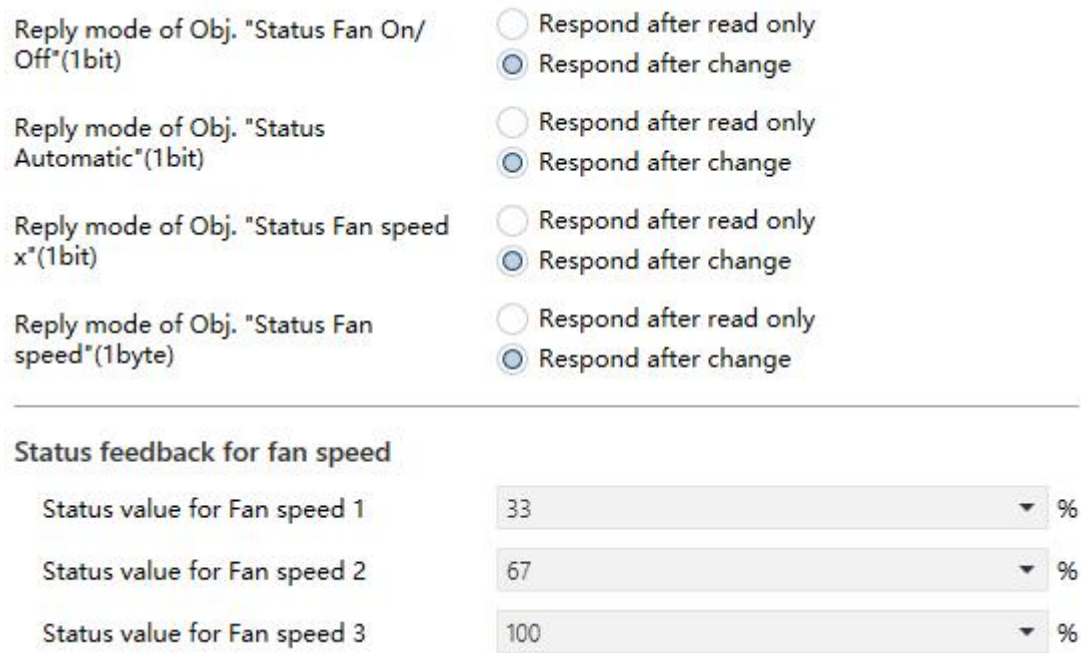 Reply mode of Obj. "Status Fan On/
Off"(1bit)
Respond after read only
Respond after change
Reply mode of Obj. "Status
Automatic"(1bit)
Respond after read only
Respond after change
Reply mode of Obj. "Status Fan speed
x"(1bit)
Respond after read only
Respond after change
Reply mode of Obj. "Status Fan
speed"(1byte)
Respond after read only
Respond after change
Status feedback for fan speed
Status value for Fan speed 1 33 %
Status value for Fan speed 2 67 %
Status value for Fan speed 3 100 %